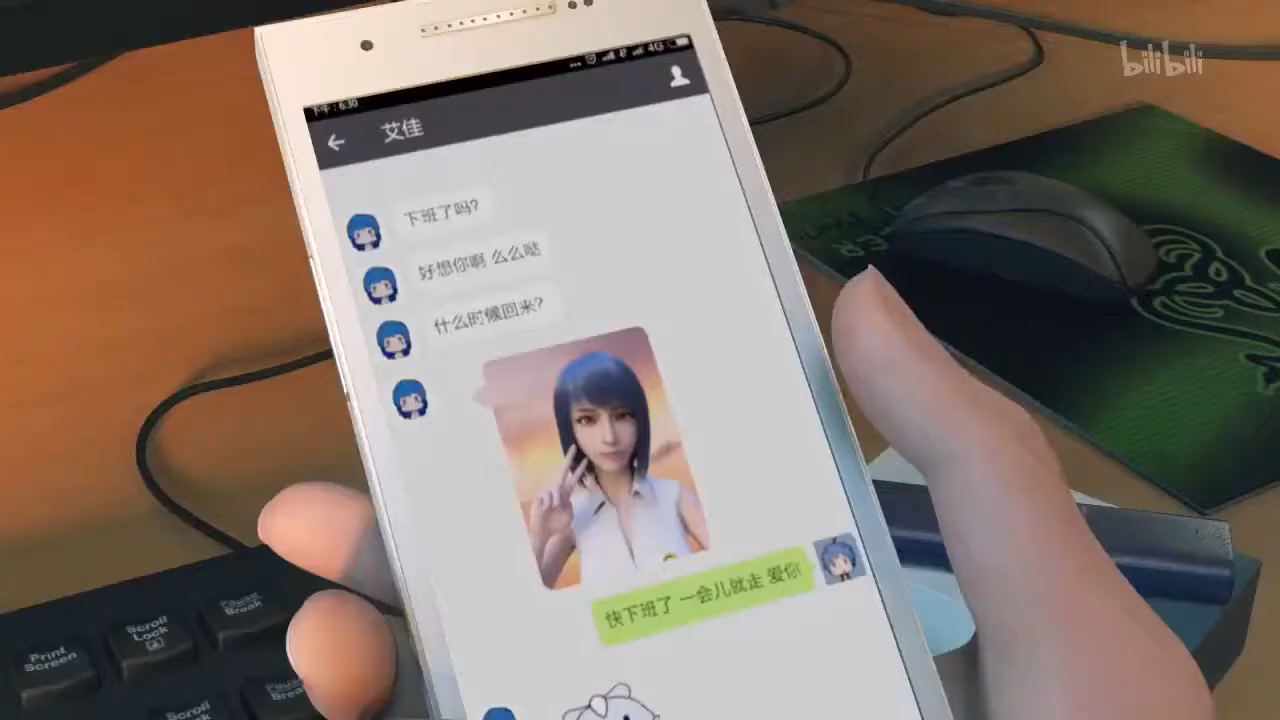 bilibili
下午:6:30
4G
艾佳
下班了吗?
好想你啊 么么哒
什么时候回来?
快下班了 一会儿就走 爱你
Print
Screen
Scroll
Lock
Pause
Break
Scroll
Pause